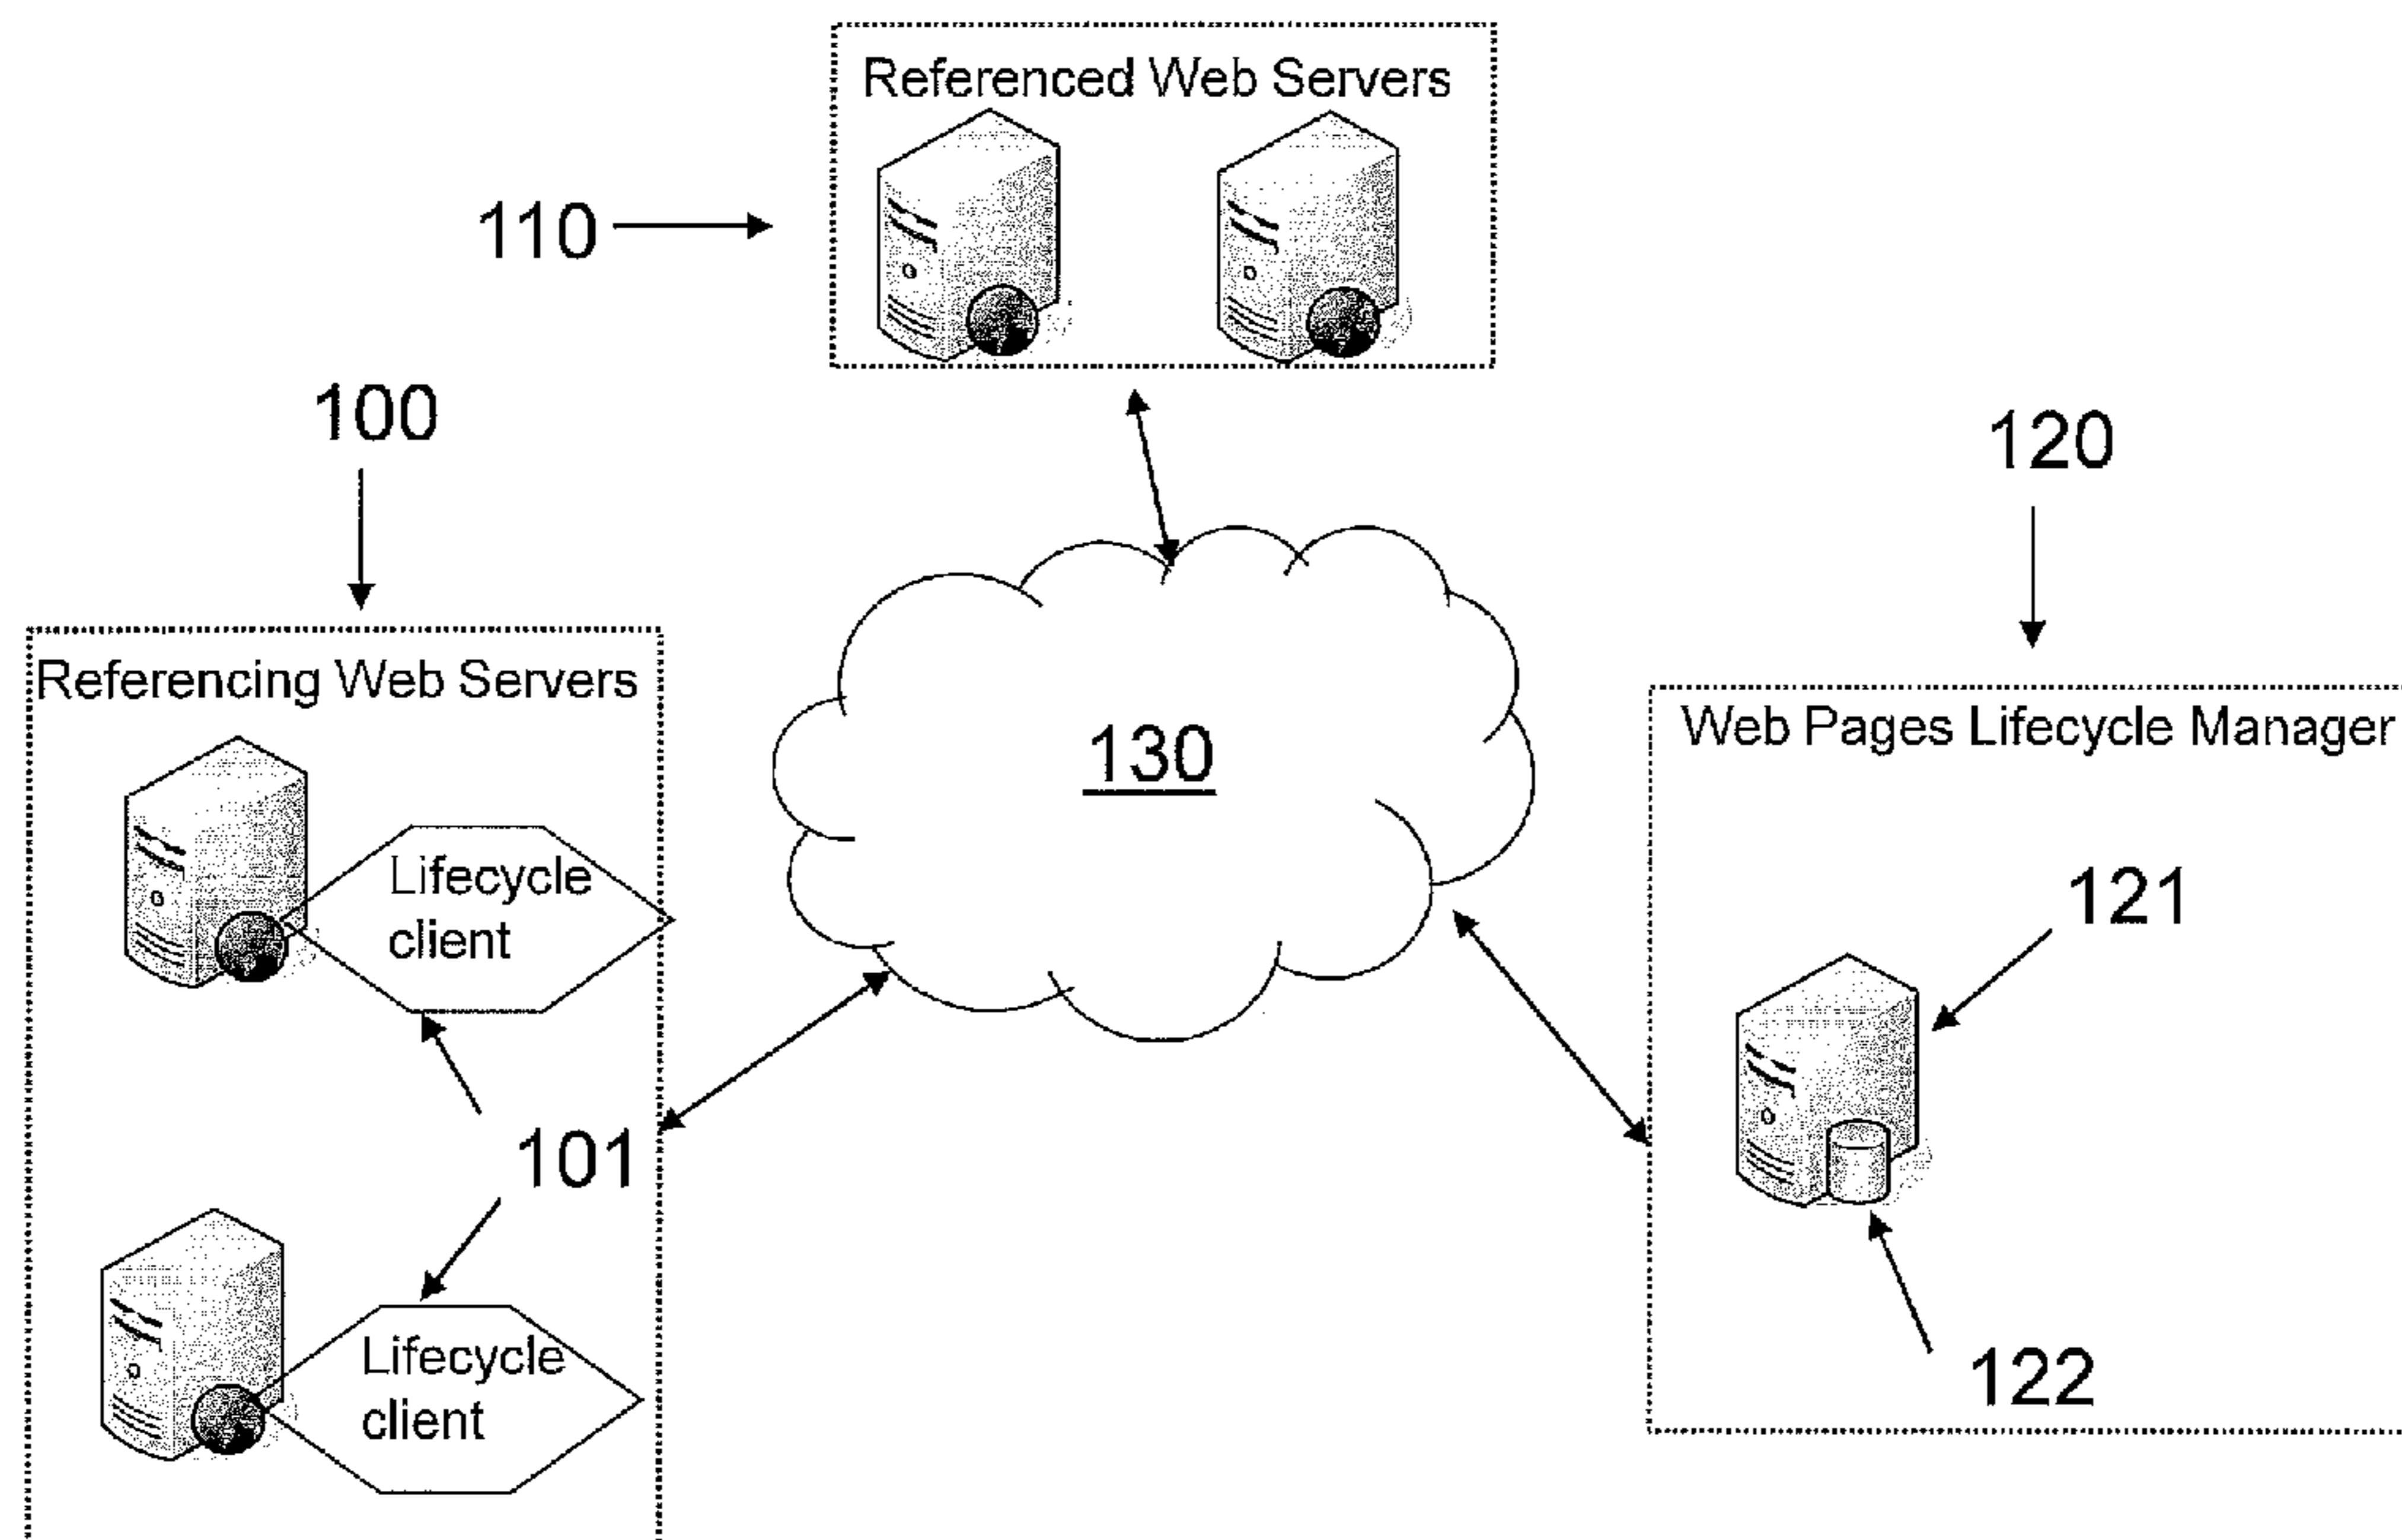 Referenced Web Servers
110
100
120
Referencing Web Servers
Web Pages Lifecycle Manager
130
Lifecycle
client
121
101
Lifecycle
client
122